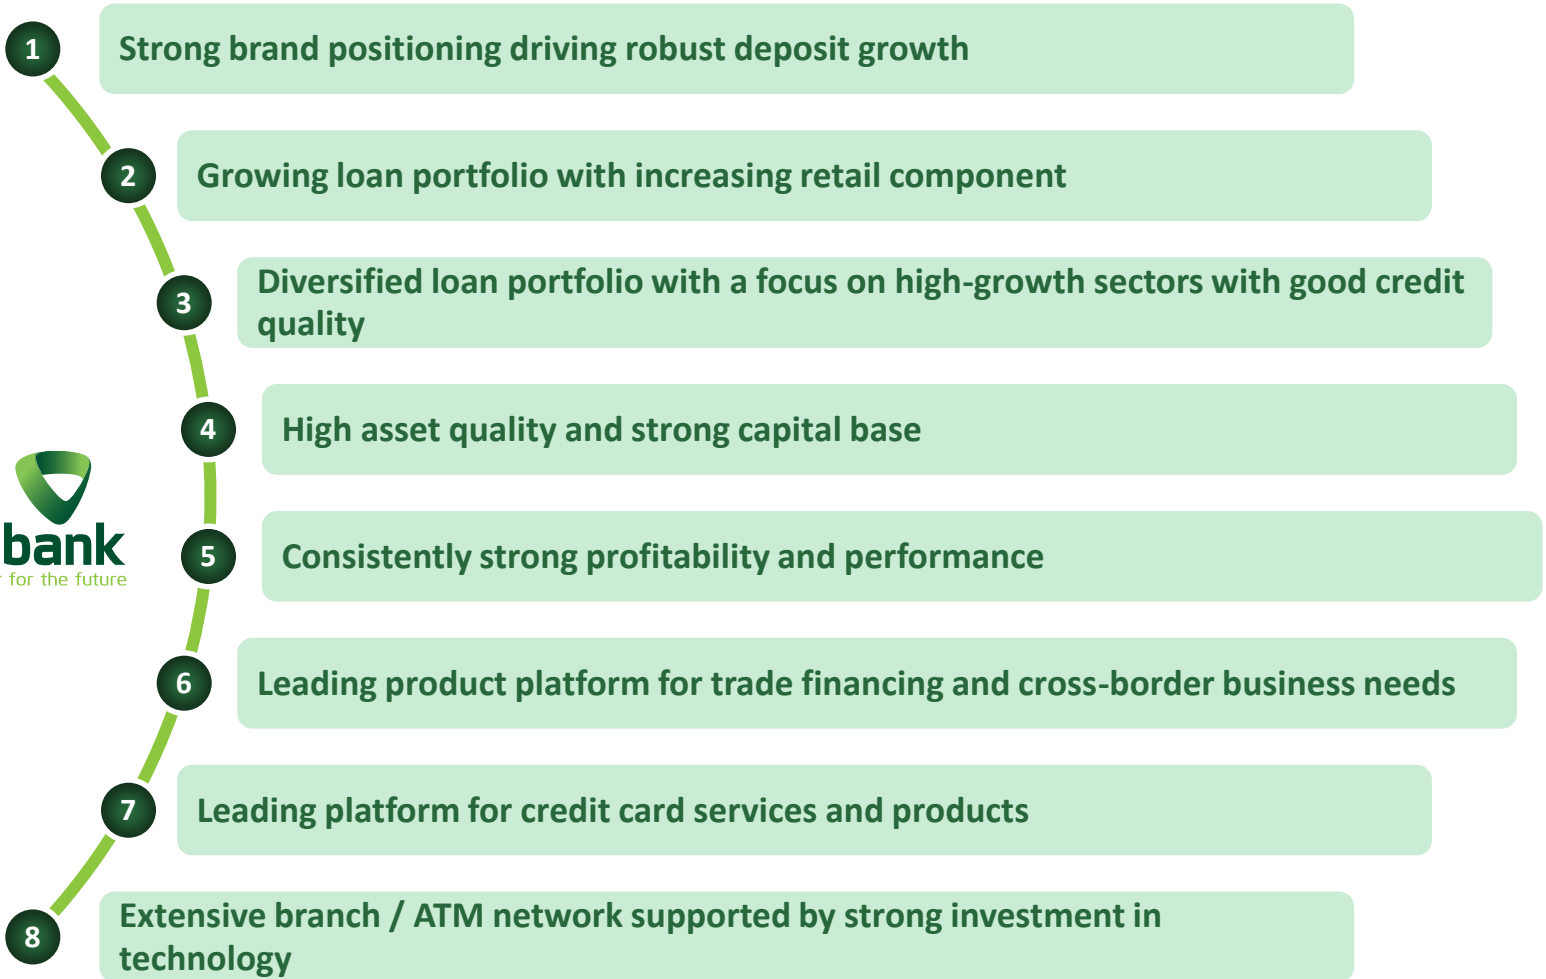 1
Strong brand positioning driving robust deposit growth
2
Growing loan portfolio with increasing retail component
3
Diversified loan portfolio with a focus on high-growth sectors with good credit
quality
4
High asset quality and strong capital base
bank
for the future
5
Consistently strong profitability and performance
6
Leading product platform for trade financing and cross-border business needs
7
Leading platform for credit card services and products
8
Extensive branch / ATM network supported by strong investment in
technology